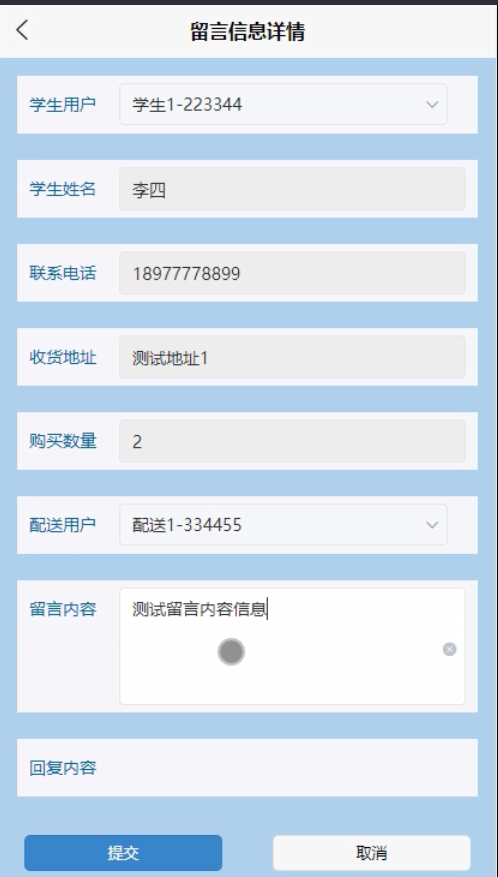 留言信息详情
学生用户 学生1-223344
学生姓名 李四
联系电话 18977778899
收货地址 测试地址1
购买数量 2
配送用户 配送1-334455
留言内容 测试留言内容信息
回复内容
提交 取消